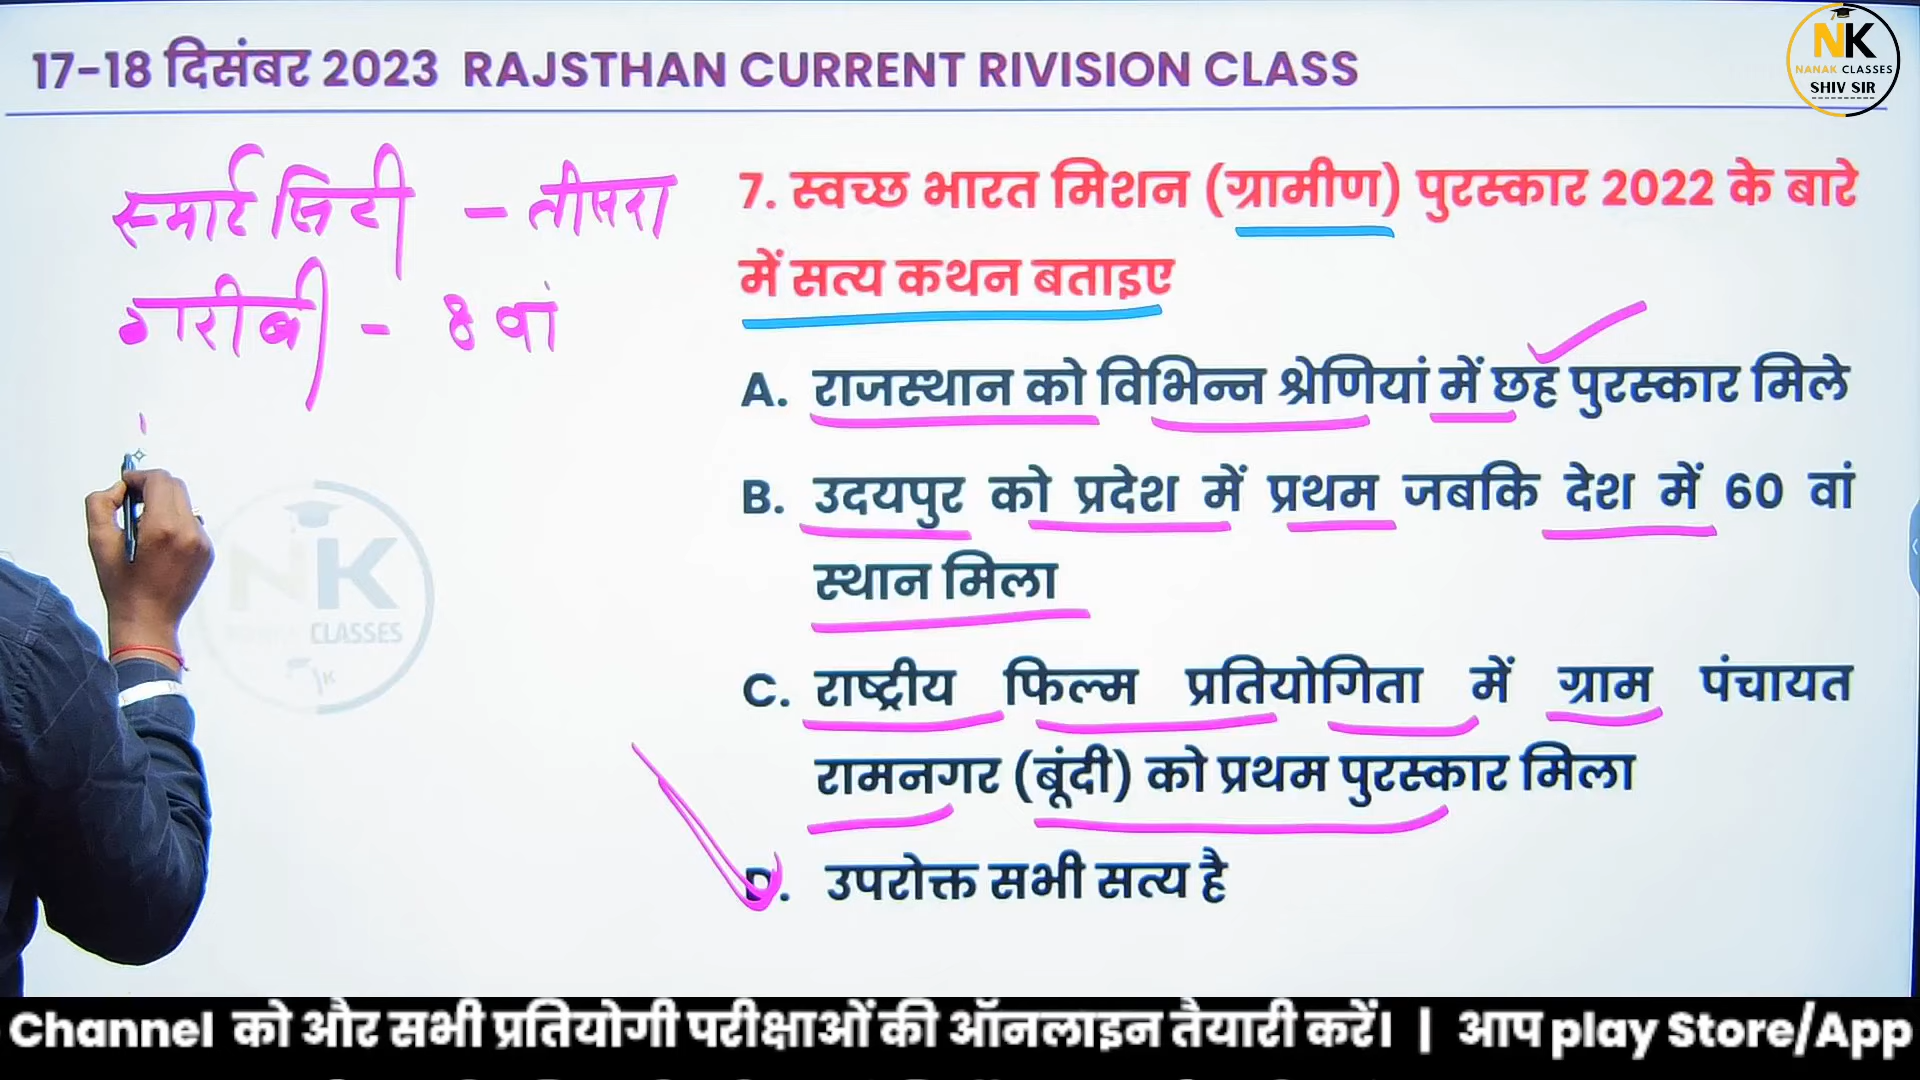 17-18 दिसंबर 2023 RAJSTHAN CURRENT RIVISION CLASS
NK
NANAK CLASSES
SHIV SIR
स्मार्ट सिटी - तीसरा
गरीबी - 8 वां
7. स्वच्छ भारत मिशन (ग्रामीण) पुरस्कार 2022 के बारे
में सत्य कथन बताइए
A. राजस्थान को विभिन्न श्रेणियां में छह पुरस्कार मिले
B. उदयपुर को प्रदेश में प्रथम जबकि देश में 60 वां
स्थान मिला
C. राष्ट्रीय फिल्म प्रतियोगिता में ग्राम पंचायत
रामनगर (बूंदी) को प्रथम पुरस्कार मिला
D. उपरोक्त सभी सत्य है
NK
CLASSES
Channel को और सभी प्रतियोगी परीक्षाओं की ऑनलाइन तैयारी करें। | आप play Store/App